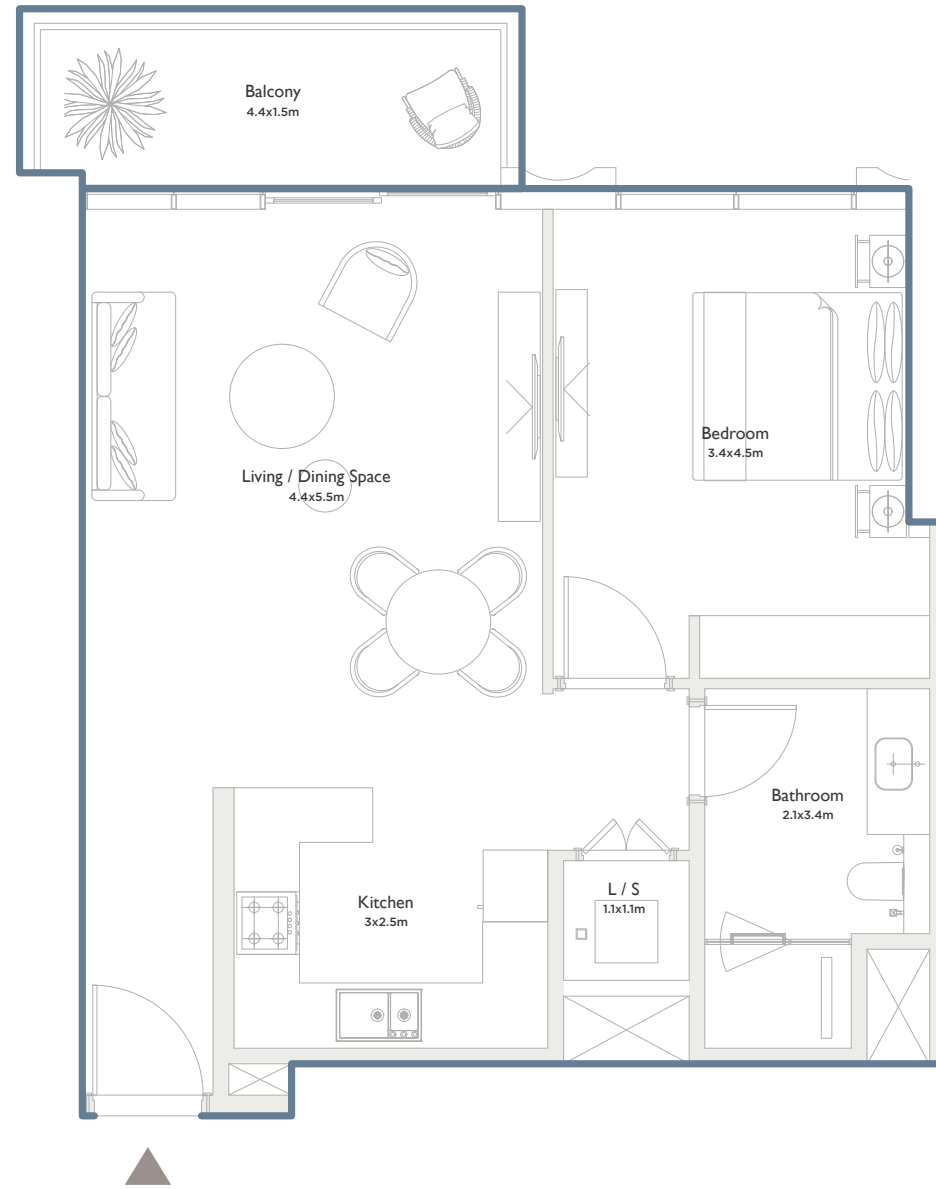 Balcony
4.4x1.5m
Living / Dining Space
4.4x5.5m
Bedroom
3.4x4.5m
Bathroom
2.1x3.4m
Kitchen
3x2.5m
L / S
1.1x1.1m